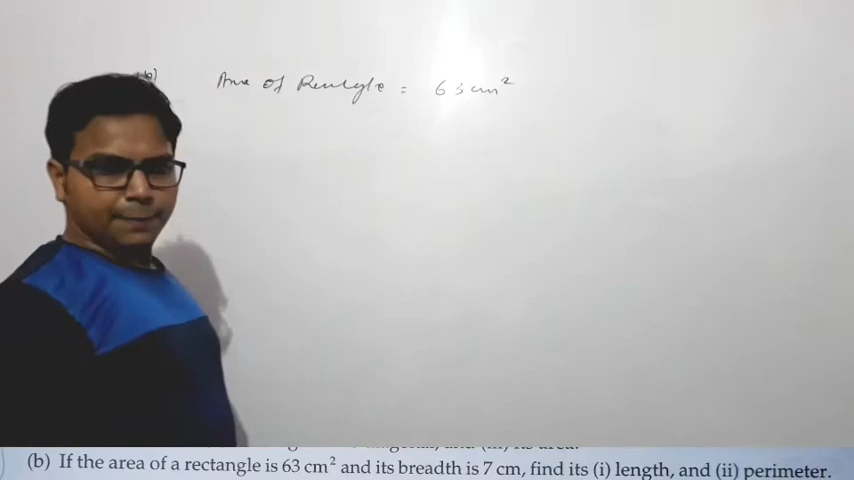 b)
Area of Rectangle = 63 cm²
(b) If the area of a rectangle is 63 cm² and its breadth is 7 cm, find its (i) length, and (ii) perimeter.